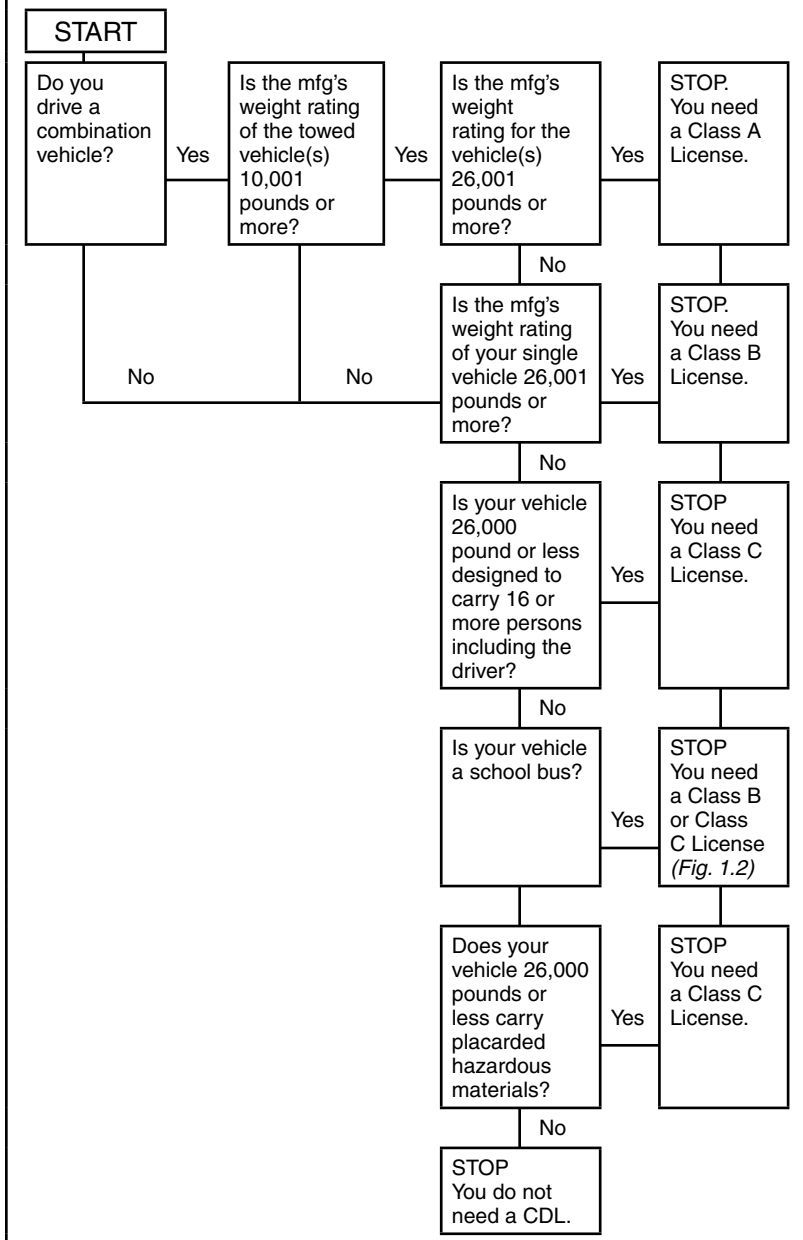 START
Do you
drive a
combination
vehicle?
Yes
Is the mfg's
weight rating
of the towed
vehicle(s)
10,001
pounds or
more?
Yes
Is the mfg's
weight
rating for the
vehicle(s)
26,001
pounds or
more?
Yes
STOP.
You need
a Class A
License.
No
No
No
Is the mfg's
weight rating
of your single
vehicle 26,001
pounds or
more?
Yes
STOP.
You need
a Class B
License.
No
Is your vehicle
26,000
pound or less
designed to
carry 16 or
more persons
including the
driver?
Yes
STOP
You need
a Class C
License.
No
Is your vehicle
a school bus?
Yes
STOP
You need
a Class B
or Class
C License
(Fig. 1.2)
Does your
vehicle 26,000
pounds or
less carry
placarded
hazardous
materials?
Yes
STOP
You need
a Class C
License.
No
STOP
You do not
need a CDL.